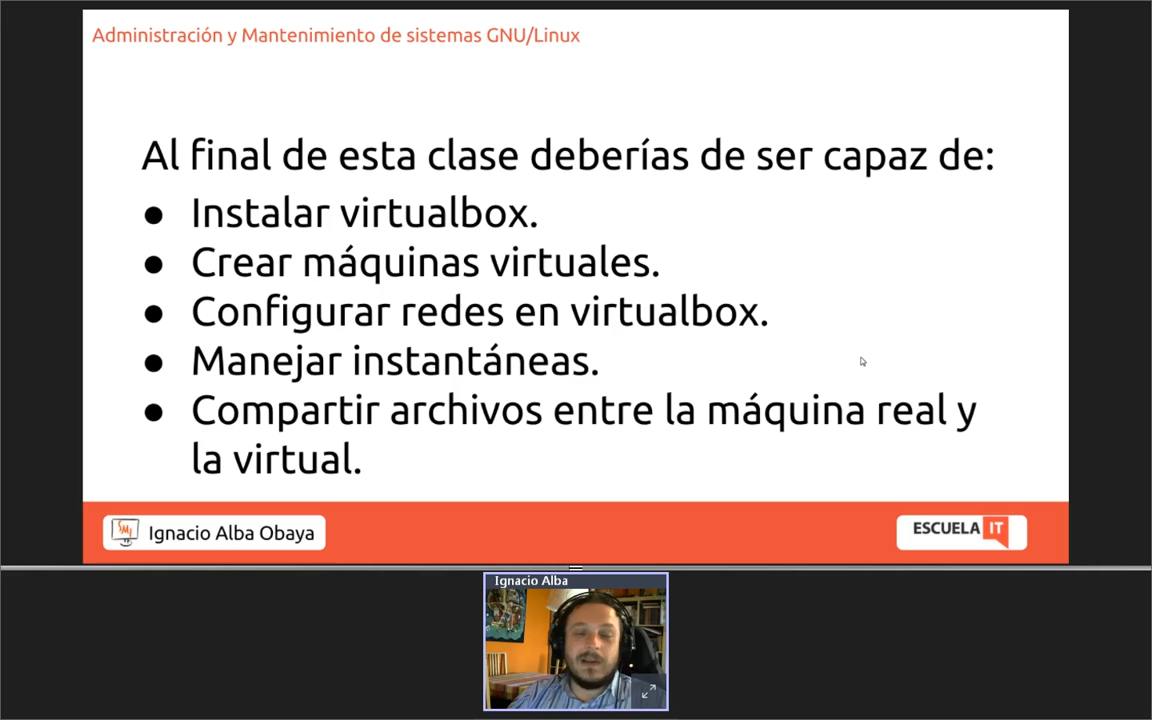 Administración y Mantenimiento de sistemas GNU/Linux
Al final de esta clase deberías de ser capaz de:
● Instalar virtualbox.
● Crear máquinas virtuales.
● Configurar redes en virtualbox.
● Manejar instantáneas.
● Compartir archivos entre la máquina real y
la virtual.
Ignacio Alba Obaya
ESCUELA IT
Ignacio Alba